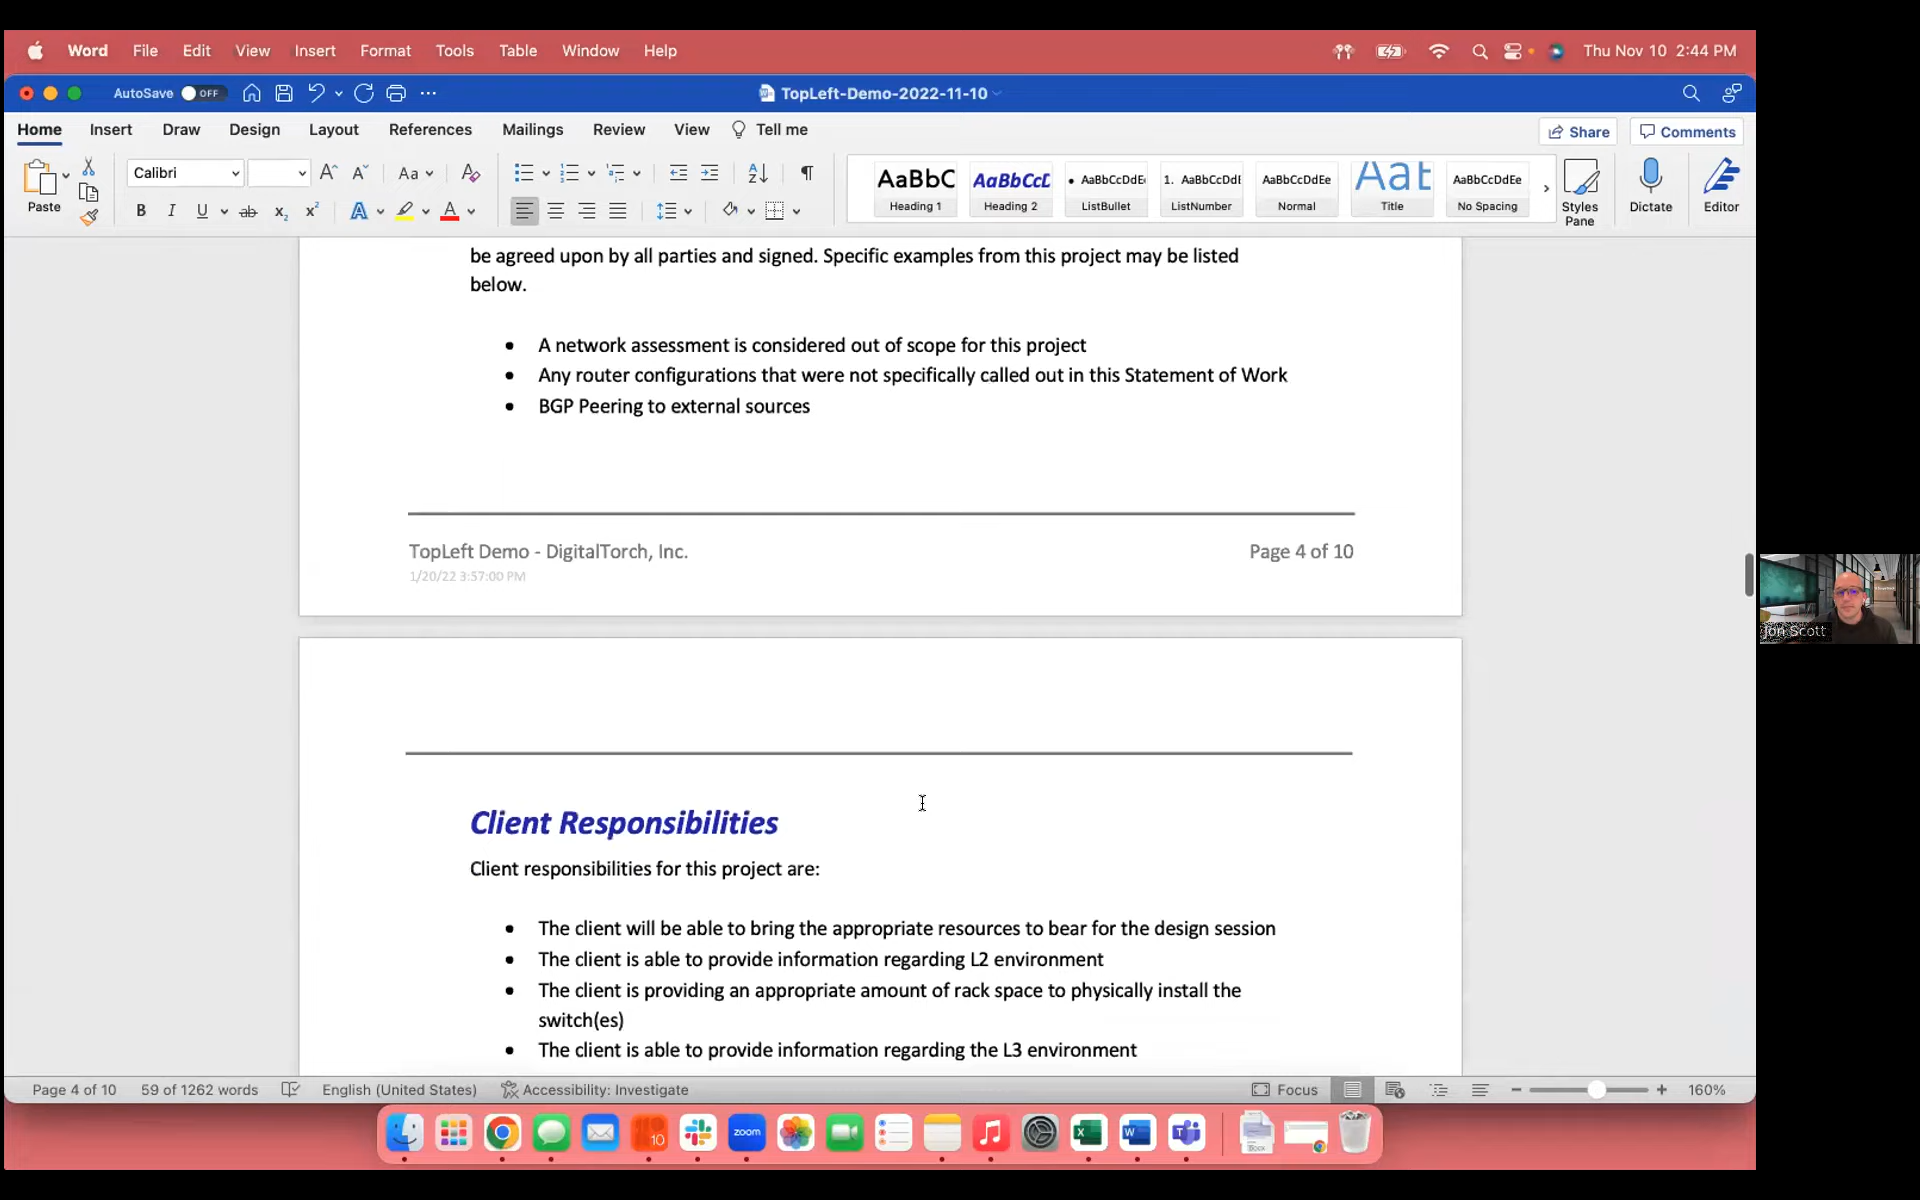 Word File Edit View Insert Format Tools Table Window Help Thu Nov 10 2:44 PM
AutoSave OFF TopLeft-Demo-2022-11-10
Home Insert Draw Design Layout References Mailings Review View Tell me Share Comments
Paste Calibri Aa AaBbC AaBbCcD AaBbCcDdEe 1. AaBbCcDdE AaBbCcDdEe Aat AaBbCcDdEe
B I U ab x₂ x² A A Heading 1 Heading 2 ListBullet ListNumber Normal Title No Spacing Styles Pane Dictate Editor
be agreed upon by all parties and signed. Specific examples from this project may be listed
below.
• A network assessment is considered out of scope for this project
• Any router configurations that were not specifically called out in this Statement of Work
• BGP Peering to external sources
TopLeft Demo - DigitalTorch, Inc. Page 4 of 10
1/20/22 3:57:00 PM
Jon Scott
Client Responsibilities
Client responsibilities for this project are:
• The client will be able to bring the appropriate resources to bear for the design session
• The client is able to provide information regarding L2 environment
• The client is providing an appropriate amount of rack space to physically install the
switch(es)
• The client is able to provide information regarding the L3 environment
Page 4 of 10 59 of 1262 words English (United States) Accessibility: Investigate Focus 160%
10 zoom